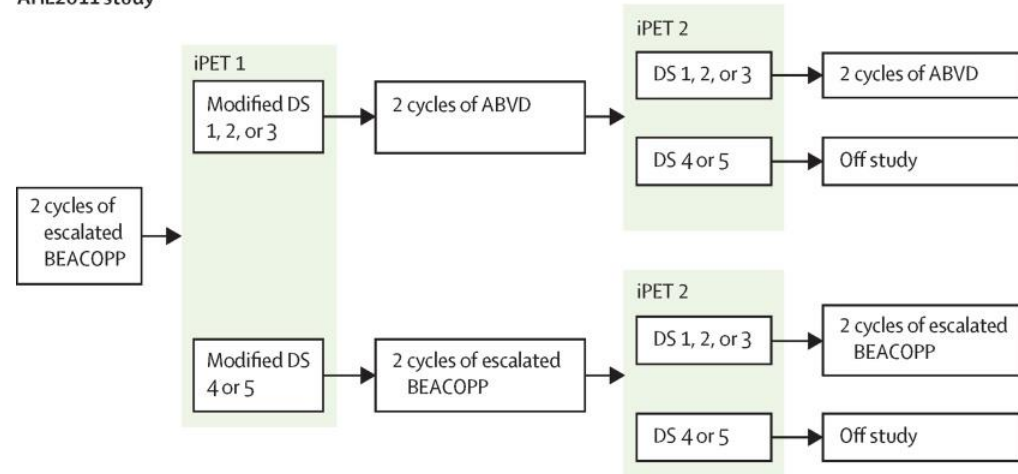 AHL2011 study
iPET 1
Modified DS
1, 2, or 3
2 cycles of ABVD
iPET 2
DS 1, 2, or 3
2 cycles of ABVD
DS 4 or 5
Off study
2 cycles of
escalated
BEACOPP
Modified DS
4 or 5
2 cycles of escalated
BEACOPP
iPET 2
DS 1, 2, or 3
2 cycles of escalated
BEACOPP
DS 4 or 5
Off study